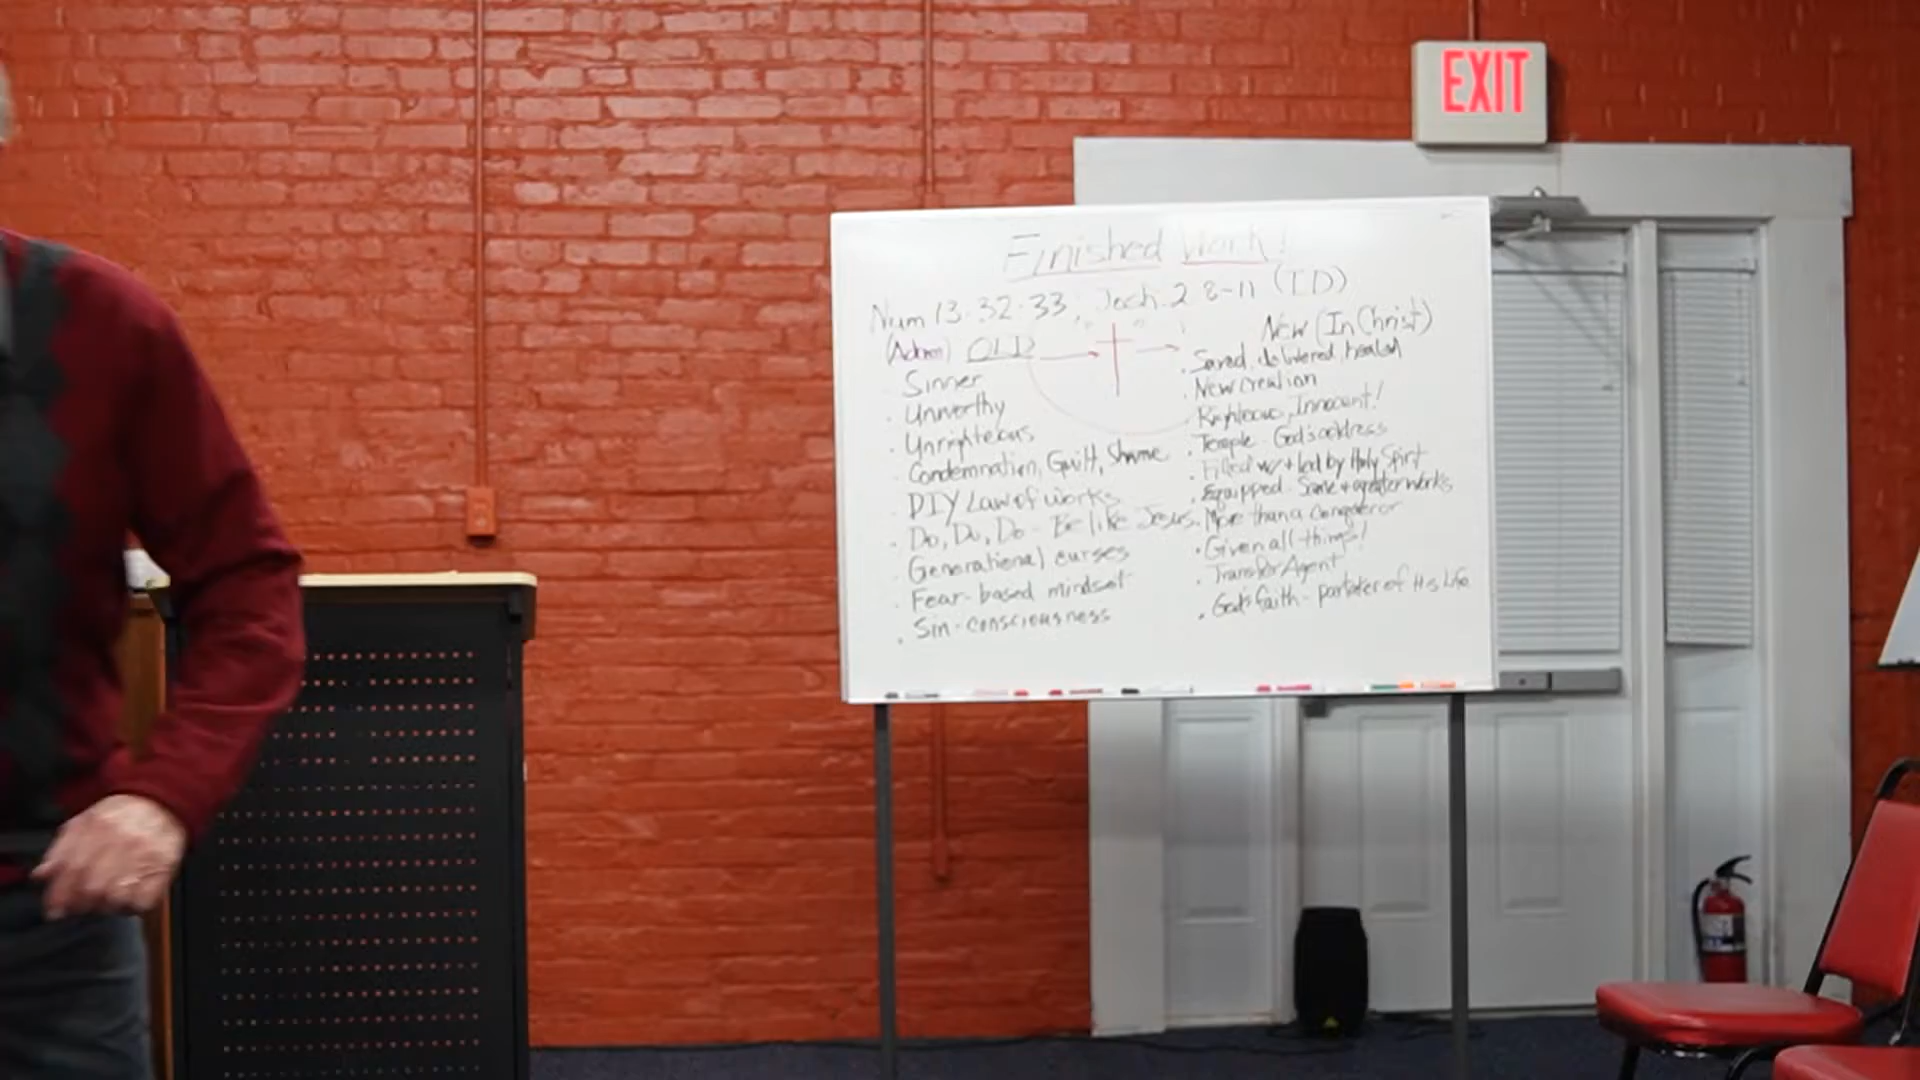 EXIT
Finished Work!
Num 13:32-33; Josh. 2 8-11 (ID)
(Adam) OLD
Sinner
Unworthy
Unrighteous
Condemnation, Guilt, Shame
DIY Law of works
Do, Do, Do - Be like Jesus
Generational curses
Fear-based mindset
Sin-consciousness
New (In Christ)
Saved, delivered, healed
New creation
Righteous, Innocent!
Temple - God's address
Filled w/ + led by Holy Spirit
Equipped - Same + greater works
More than a conqueror
Given all things!
Transfer Agent
God's faith - partaker of His Life